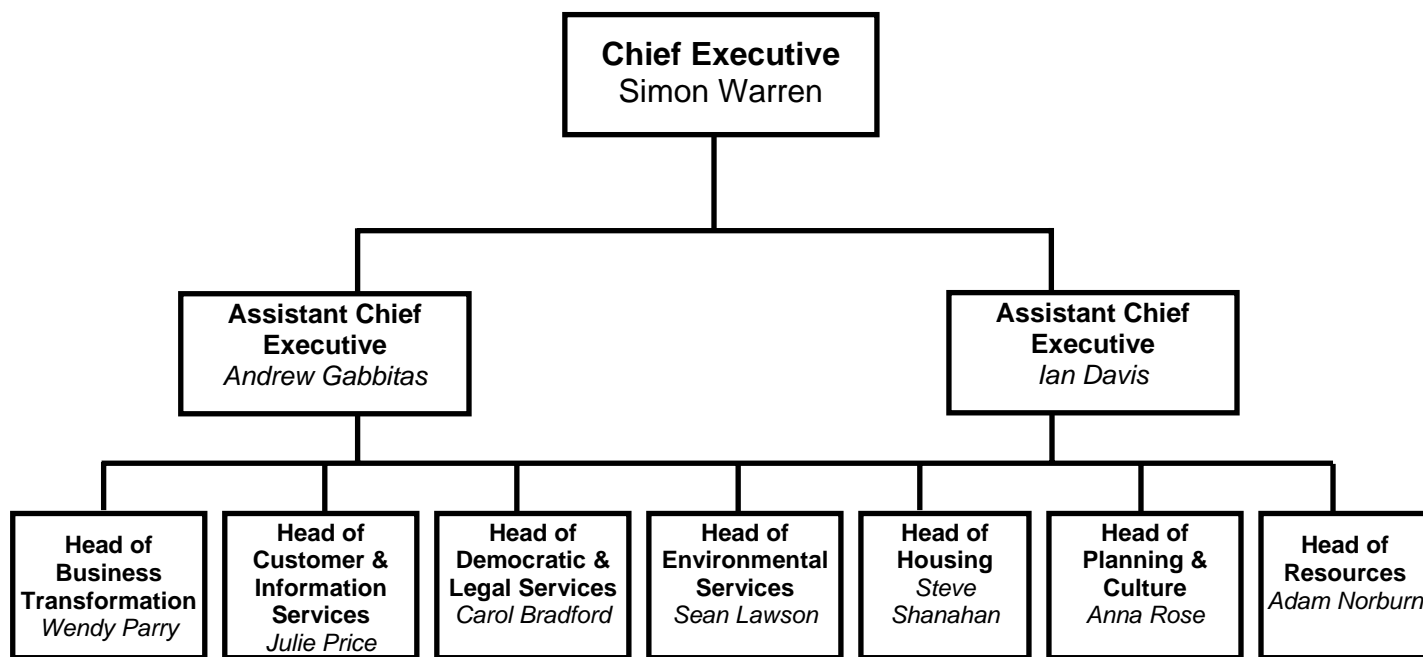 Chief Executive
Simon Warren
Assistant Chief
Executive
Andrew Gabbitas
Assistant Chief
Executive
Ian Davis
Head of
Business
Transformation
Wendy Parry
Head of
Customer &
Information
Services
Julie Price
Head of
Democratic &
Legal Services
Carol Bradford
Head of
Environmental
Services
Sean Lawson
Head of
Housing
Steve
Shanahan
Head of
Planning &
Culture
Anna Rose
Head of
Resources
Adam Norburn